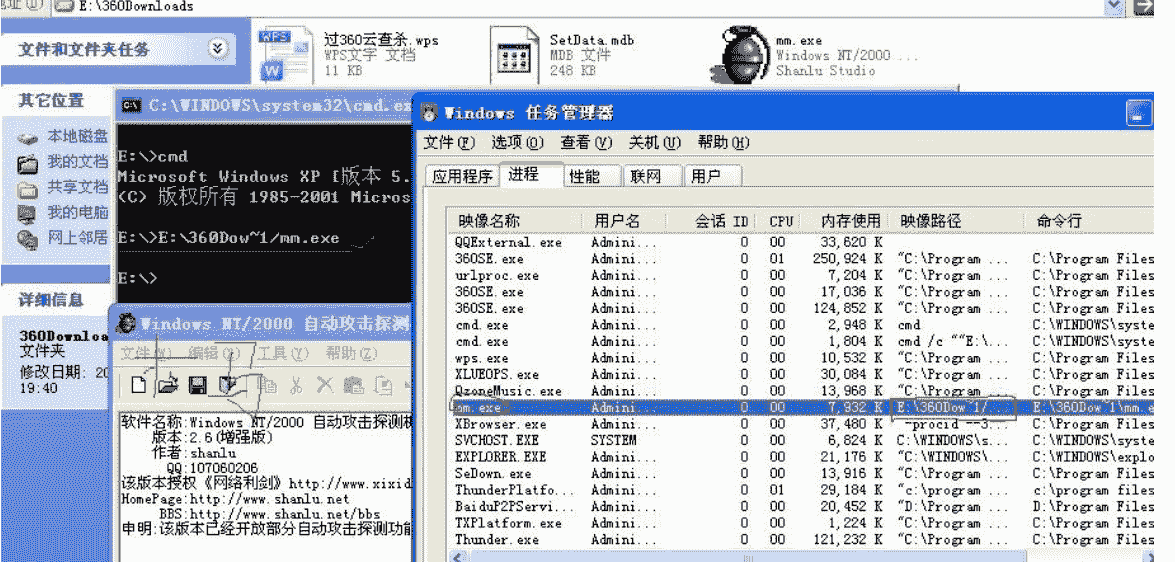 址(D) E:\360Downloads
文件和文件夹任务
过360云查杀.wps
WPS文字 文档
11 KB
SetData.mdb
MDB 文件
248 KB
mm.exe
Windows NT/2000 ...
Shanlu Studio
其它位置
本地磁盘
我的文档
共享文档
我的电脑
网上邻居
详细信息
360Downloa
文件夹
修改日期: 20
19:40
C:\WINDOWS\system32\cmd.ex
E:\>cmd
Microsoft Windows XP [版本 5.
<C> 版权所有 1985-2001 Micros
E:\>E:\360Dow~1/mm.exe
E:\>
Windows NT/2000 自动攻击探测
文件 编辑 工具(Y) 帮助(Z)
软件名称:Windows NT/2000 自动攻击探测机
版本:2.6(增强版)
作者:shanlu
QQ:107060206
该版本授权《网络利剑》http://www.xixid
HomePage:http://www.shanlu.net
BBS:http://www.shanlu.net/bbs
申明:该版本已经开放部分自动攻击探测功能
Windows 任务管理器
文件(F) 选项(O) 查看(V) 关机(U) 帮助(H)
应用程序 进程 性能 联网 用户
映像名称 用户名 会话 ID CPU 内存使用 映像路径 命令行
QQExternal.exe Admini... 0 00 33,620 K
360SE.exe Admini... 0 01 250,924 K "C:\Program ... C:\Program Files
urlproc.exe Admini... 0 00 7,204 K "C:\Program ... C:\Program Files
360SE.exe Admini... 0 00 17,036 K "C:\Program ... C:\Program Files
360SE.exe Admini... 0 00 124,852 K "C:\Program ... C:\Program Files
cmd.exe Admini... 0 00 2,948 K cmd C:\WINDOWS\syste
cmd.exe Admini... 0 00 1,804 K cmd /c ""E:\... C:\WINDOWS\syste
wps.exe Admini... 0 00 10,532 K "C:\Program ... C:\Program Files
XLUEOPS.exe Admini... 0 00 30,084 K "C:\Program ... C:\Program Files
QzoneMusic.exe Admini... 0 00 13,968 K "C:\Program ... C:\Program Files
mm.exe Admini... 0 00 7,932 K E:\360Dow~1/... E:\360Dow~1\mm.e
XBrowser.exe Admini... 0 00 37,480 K --procid --3... C:\Program Files
SVCHOST.EXE SYSTEM 0 00 6,824 K C:\WINDOWS\s... C:\WINDOWS\syste
EXPLORER.EXE Admini... 0 00 21,176 K "C:\WINDOWS\... C:\WINDOWS\explo
SeDown.exe Admini... 0 00 13,916 K "C:\Program ... C:\Program Files
ThunderPlatfo... Admini... 0 01 29,184 K "c:\program ... c:\program files
BaiduP2PServi... Admini... 0 00 20,452 K "D:\Program ... D:\Program Files
TXPlatform.exe Admini... 0 00 1,224 K "C:\Program ... C:\Program Files
Thunder.exe Admini... 0 00 121,232 K "C:\Program ... C:\Program Files